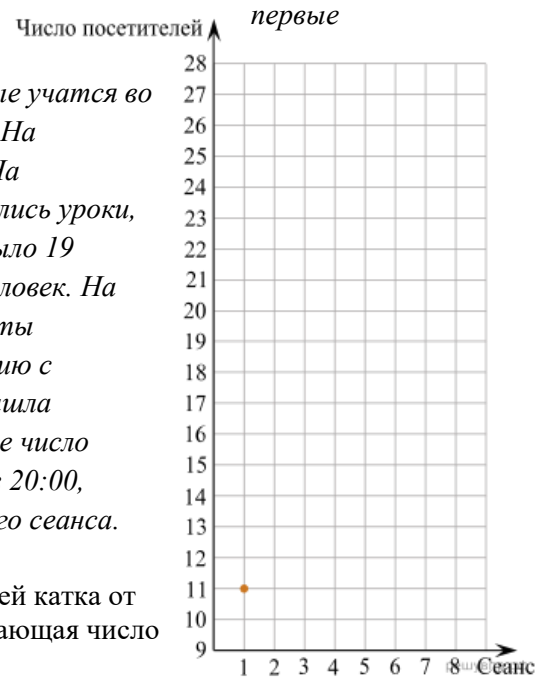 первые
Число посетителей
ие учатся во
На
На
лись уроки,
ыло 19
ловек. На
ты
ию с
шла
е число
20:00,
го сеанса.
ей катка от
ающая число
28
27
26
25
24
23
22
21
20
19
18
17
16
15
14
13
12
11
10
9
1 2 3 4 5 6 7 8 Сеанс